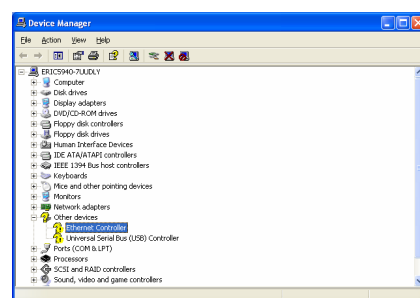 Device Manager
File Action View Help
ERIC5940-7UUDLY
Computer
Disk drives
Display adapters
DVD/CD-ROM drives
Floppy disk controllers
Floppy disk drives
Human Interface Devices
IDE ATA/ATAPI controllers
IEEE 1394 Bus host controllers
Keyboards
Mice and other pointing devices
Monitors
Network adapters
Other devices
Ethernet Controller
Universal Serial Bus (USB) Controller
Ports (COM & LPT)
Processors
SCSI and RAID controllers
Sound, video and game controllers